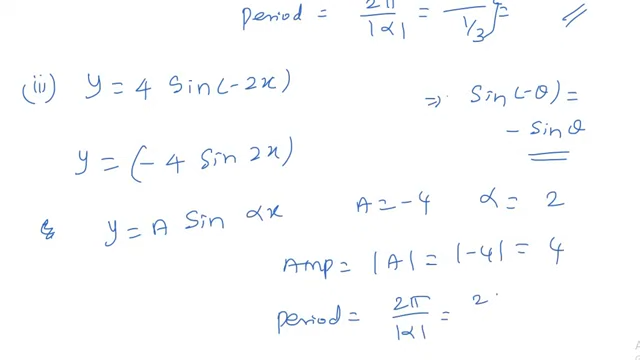 period = 2π / |α| = / 1/3 = //
(ii) y = 4 Sin(-2x) ⇒ Sin(-θ) =
- Sin θ
y = (-4 Sin 2x)
& y = A Sin αx A = -4 α = 2
Amp = |A| = |-4| = 4
period = 2π / |α| = 2